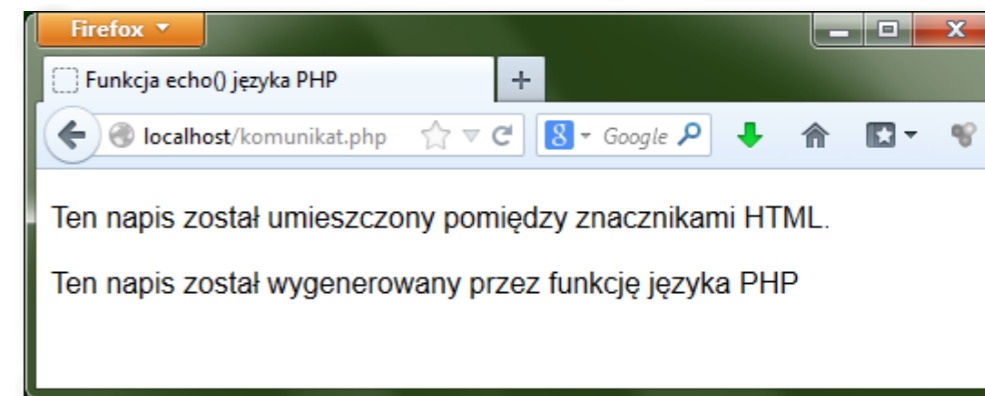 Firefox
Funkcja echo() języka PHP
localhost/komunikat.php
8 Google
Ten napis został umieszczony pomiędzy znacznikami HTML.
Ten napis został wygenerowany przez funkcję języka PHP